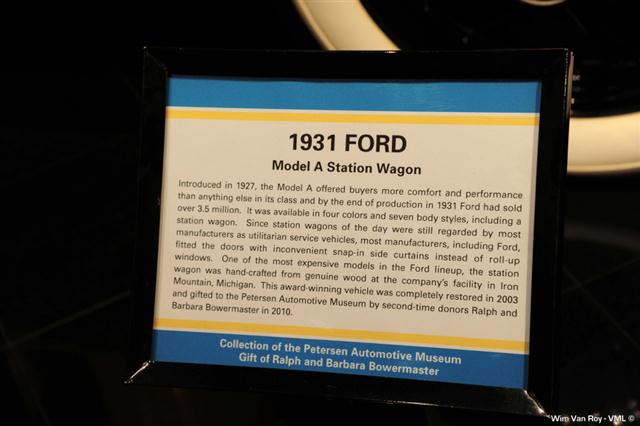 1931 FORD
Model A Station Wagon
Introduced in 1927, the Model A offered buyers more comfort and performance
than anything else in its class and by the end of production in 1931 Ford had sold
over 3.5 million. It was available in four colors and seven body styles, including a
station wagon. Since station wagons of the day were still regarded by most
manufacturers as utilitarian service vehicles, most manufacturers, including Ford,
fitted the doors with inconvenient snap-in side curtains instead of roll-up
windows. One of the most expensive models in the Ford lineup, the station
wagon was hand-crafted from genuine wood at the company's facility in Iron
Mountain, Michigan. This award-winning vehicle was completely restored in 2003
and gifted to the Petersen Automotive Museum by second-time donors Ralph and
Barbara Bowermaster in 2010.
Collection of the Petersen Automotive Museum
Gift of Ralph and Barbara Bowermaster
Wim Van Roy - VML ©